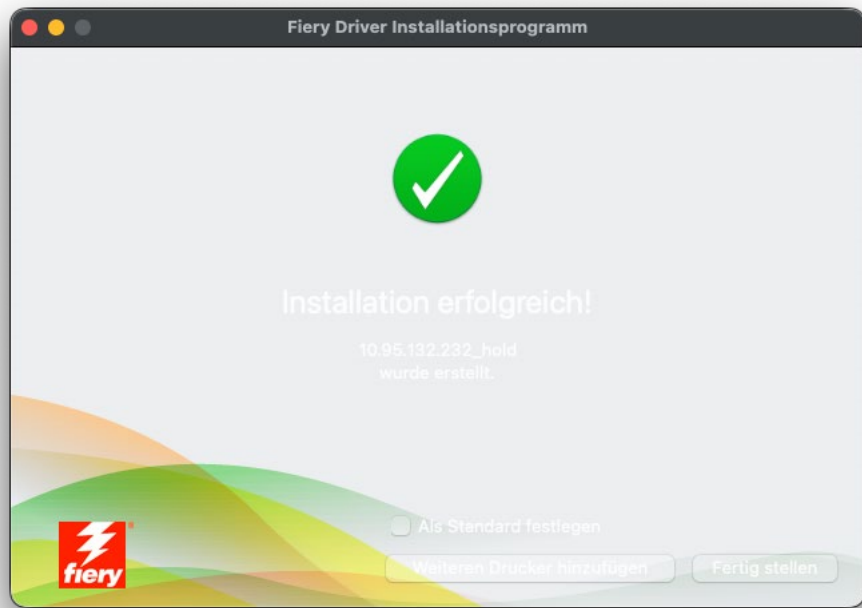 Fiery Driver Installationsprogramm
Installation erfolgreich!
10.95.132.232_hold
wurde erstellt.
Als Standard festlegen
Weiteren Drucker hinzufügen
Fertig stellen
fiery®